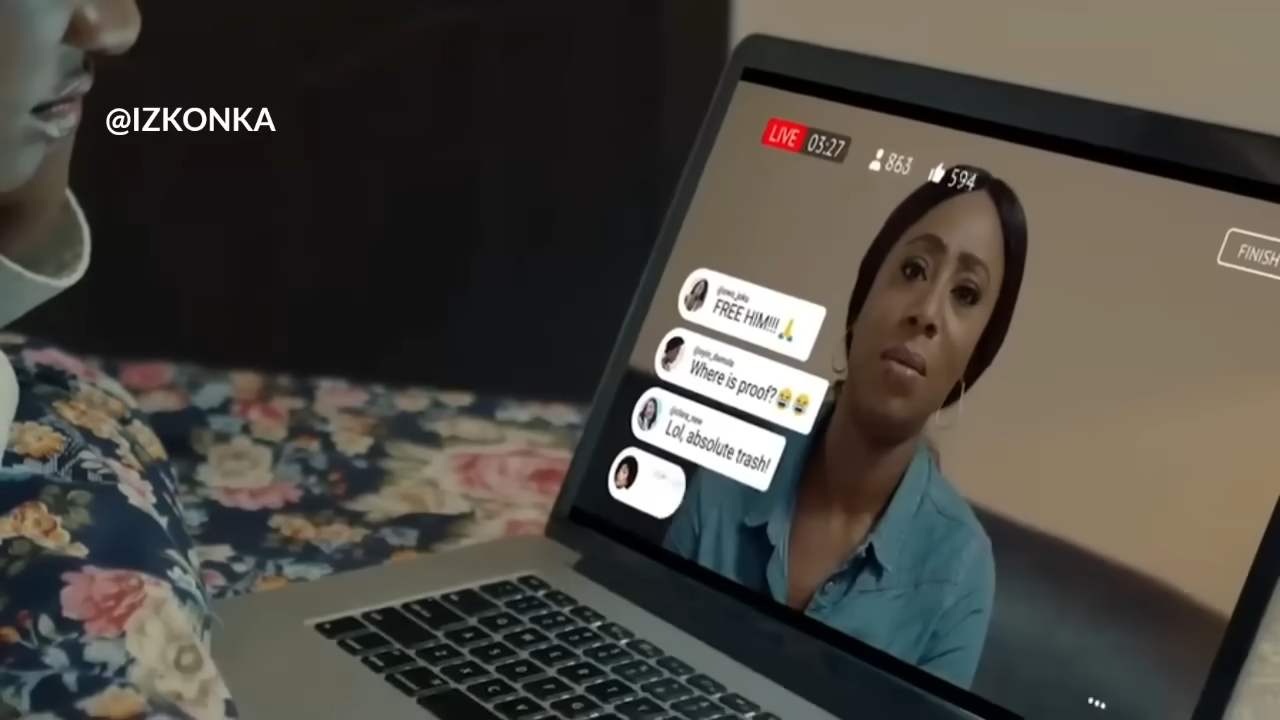 @IZKONKA
LIVE 03:27
863
594
FINISH
FREE HIM!!!🙏
Where is proof?😂😂
Lol, absolute trash!